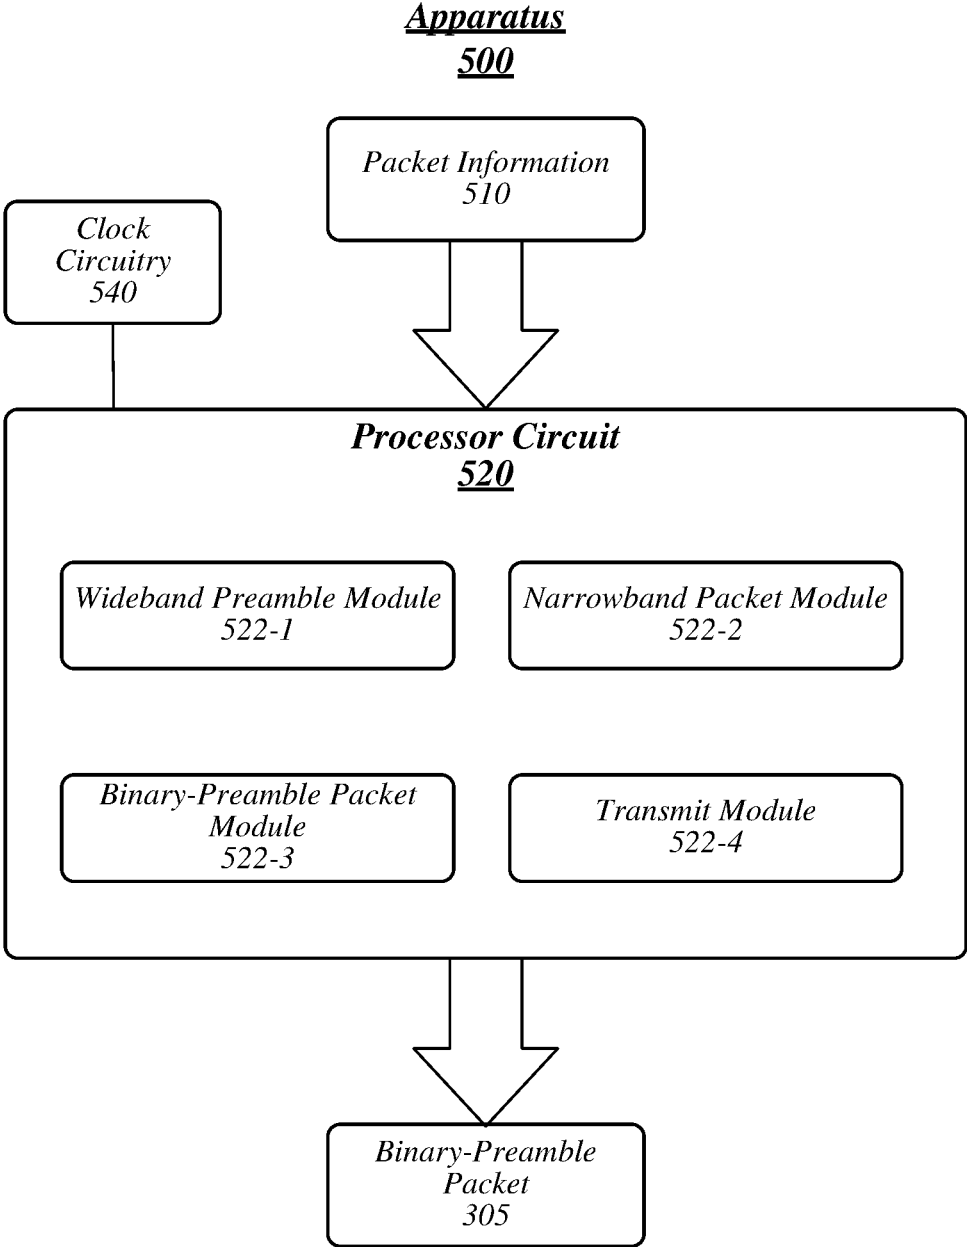 Apparatus
500
Packet Information
510
Clock
Circuitry
540
Processor Circuit
520
Wideband Preamble Module
522-1
Narrowband Packet Module
522-2
Binary-Preamble Packet
Module
522-3
Transmit Module
522-4
Binary-Preamble
Packet
305